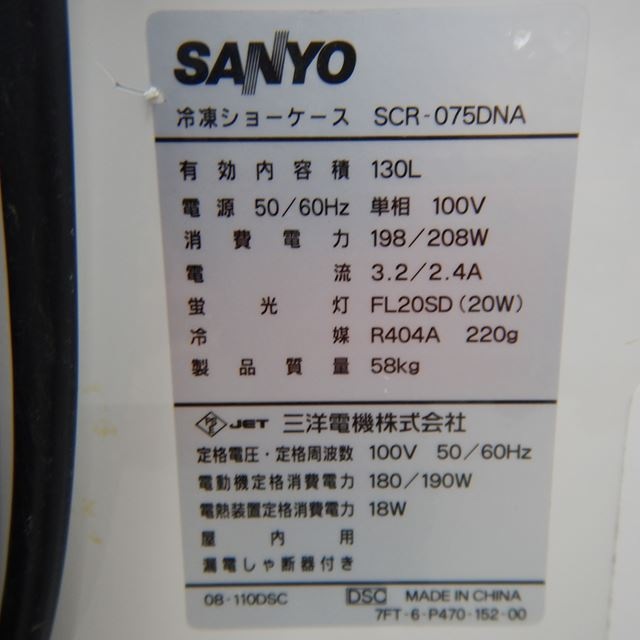 SANYO
冷凍ショーケース SCR-075DNA
有効内容積 130L
電源 50/60Hz 単相 100V
消費電力 198/208W
電流 3.2/2.4A
蛍光灯 FL20SD(20W)
冷媒 R404A 220g
製品質量 58kg
JET 三洋電機株式会社
定格電圧・定格周波数 100V 50/60Hz
電動機定格消費電力 180/190W
電熱装置定格消費電力 18W
屋内用
漏電しゃ断器付き
08-110DSC DSC MADE IN CHINA
7FT-6-P470-152-00